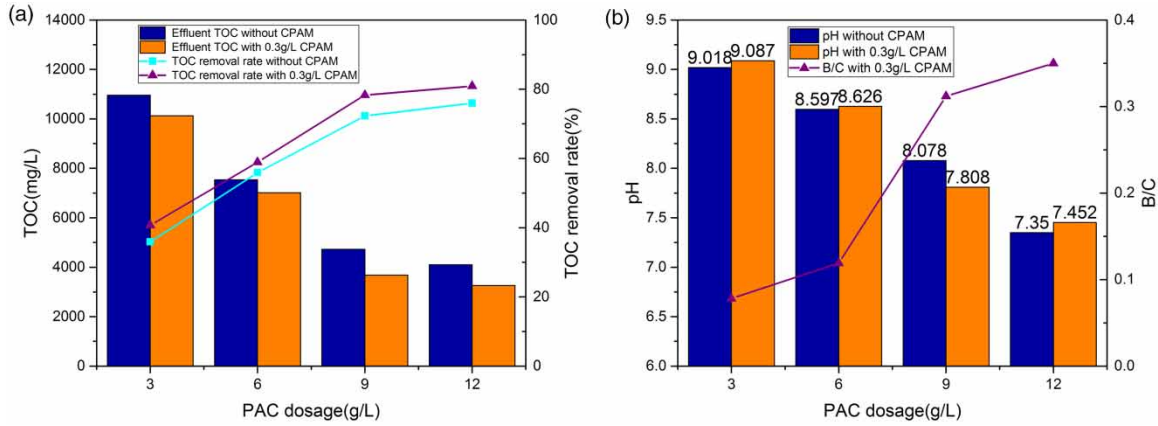 (a)
Effluent TOC without CPAM
Effluent TOC with 0.3g/L CPAM
TOC removal rate without CPAM
TOC removal rate with 0.3g/L CPAM
TOC(mg/L)
14000
12000
10000
8000
6000
4000
2000
0
3 6 9 12
PAC dosage(g/L)
100
80
60
40
20
0
TOC removal rate(%)
(b)
pH without CPAM
pH with 0.3g/L CPAM
B/C with 0.3g/L CPAM
pH
9.5
9.0
8.5
8.0
7.5
7.0
6.5
6.0
9.018 9.087
8.597 8.626
8.078
7.808
7.35
7.452
3 6 9 12
PAC dosage(g/L)
0.4
0.3
0.2
0.1
0.0
B/C